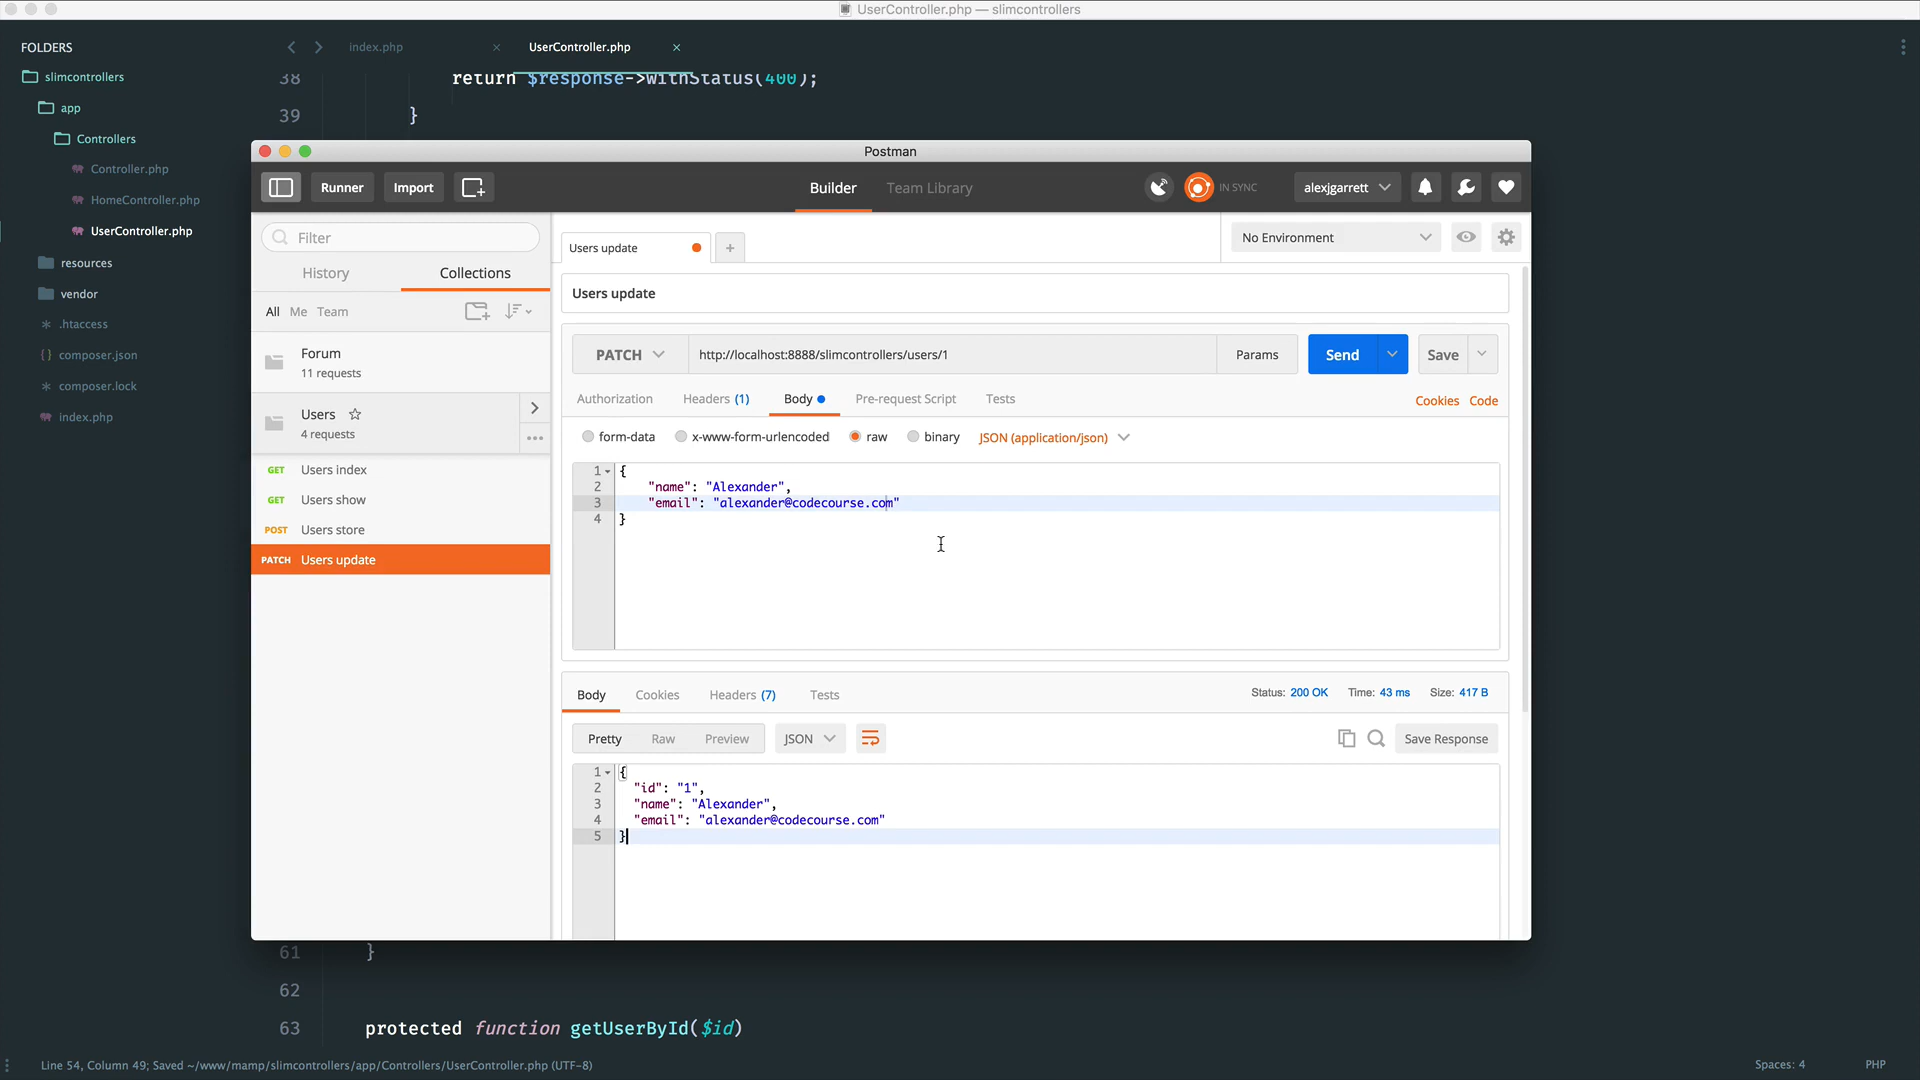 UserController.php — slimcontrollers
FOLDERS
slimcontrollers
app
Controllers
Controller.php
HomeController.php
UserController.php
resources
vendor
.htaccess
composer.json
composer.lock
index.php
index.php
UserController.php
38 return $response->withStatus(400);
39 }
Postman
Runner
Import
Builder
Team Library
IN SYNC
alexjgarrett
Filter
History
Collections
All Me Team
Forum
11 requests
Users
4 requests
GET Users index
GET Users show
POST Users store
PATCH Users update
Users update
No Environment
Users update
PATCH
http://localhost:8888/slimcontrollers/users/1
Params
Send
Save
Authorization
Headers (1)
Body
Pre-request Script
Tests
Cookies
Code
form-data
x-www-form-urlencoded
raw
binary
JSON (application/json)
1 {
2 "name": "Alexander",
3 "email": "alexander@codecourse.com"
4 }
Body
Cookies
Headers (7)
Tests
Status: 200 OK
Time: 43 ms
Size: 417 B
Pretty
Raw
Preview
JSON
Save Response
1 {
2 "id": "1",
3 "name": "Alexander",
4 "email": "alexander@codecourse.com"
5 }
61 }
62
63 protected function getUserById($id)
Line 54, Column 49; Saved ~/www/mamp/slimcontrollers/app/Controllers/UserController.php (UTF-8)
Spaces: 4
PHP